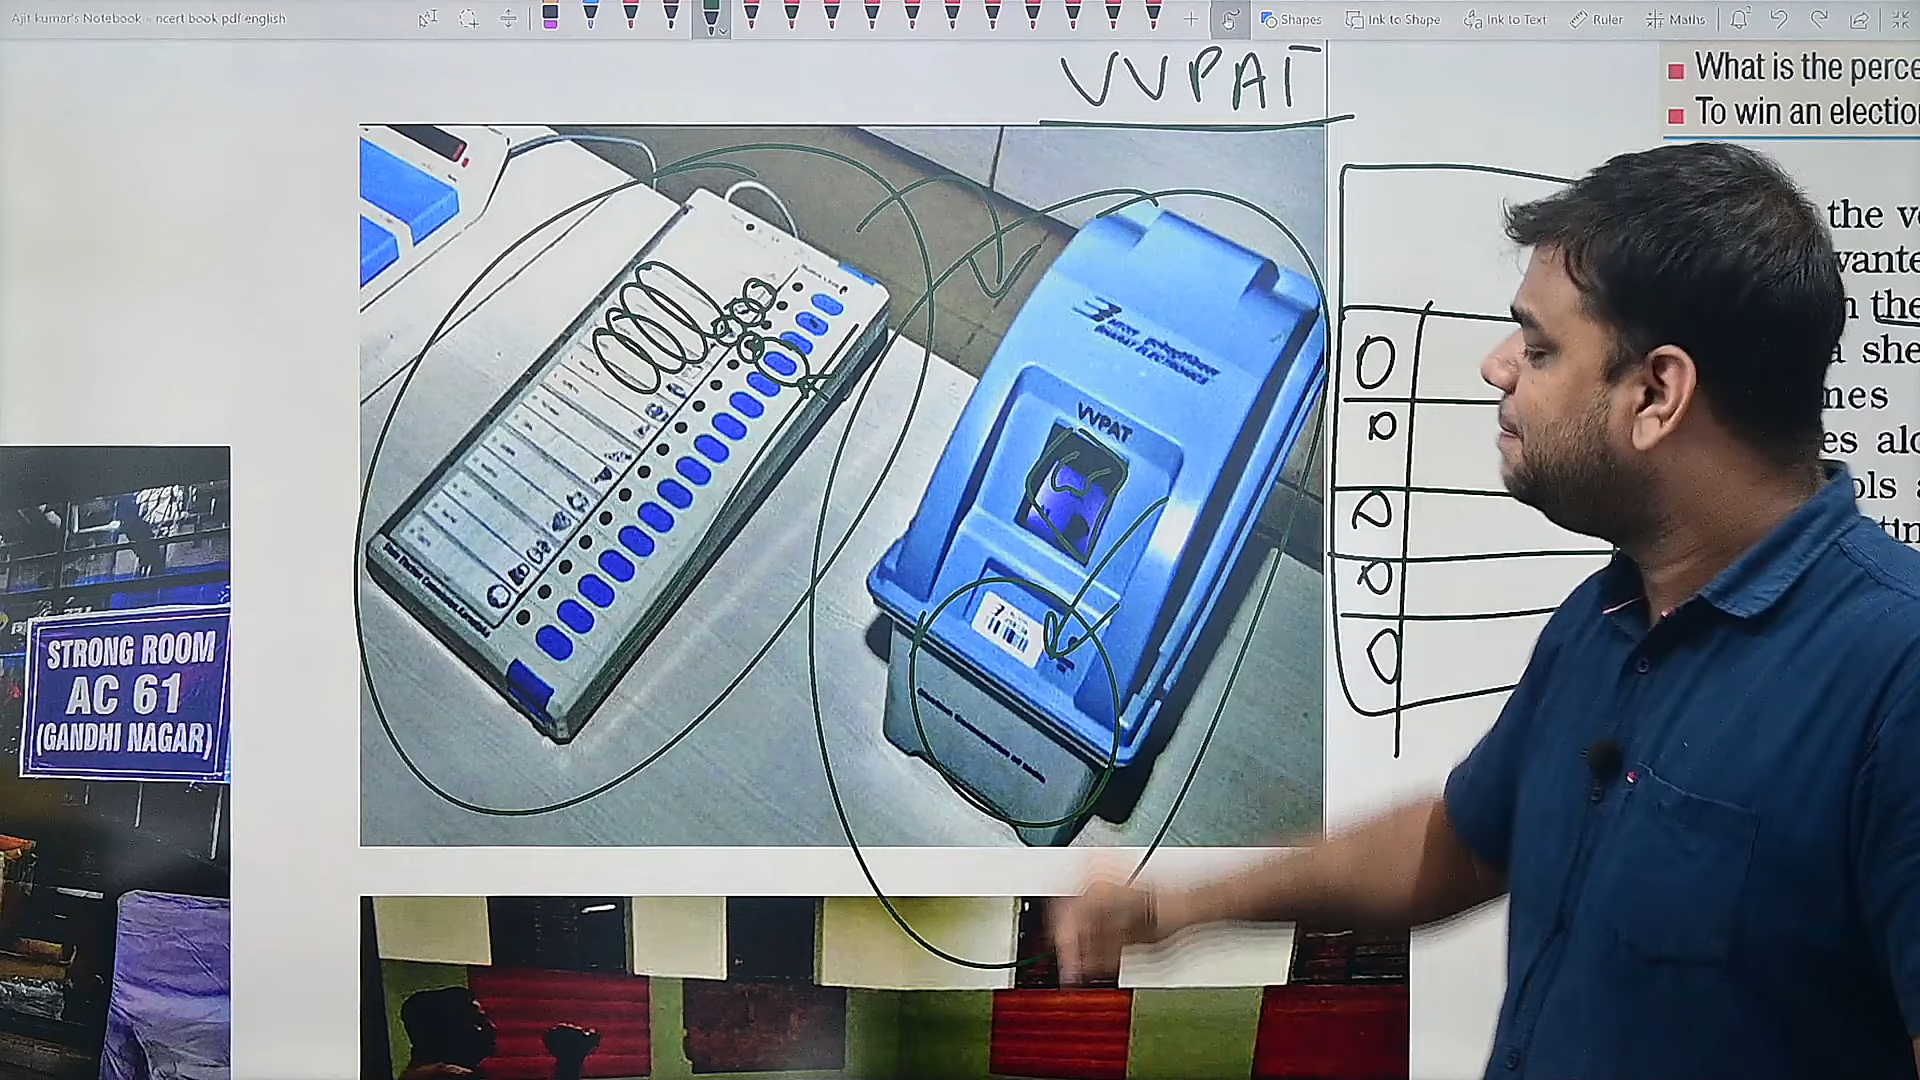 Ajit kumar's Notebook - ncert book pdf english
Shapes
Ink to Shape
Ink to Text
Ruler
Maths
VVPAT
What is the perce
To win an electio
VVPAT
the v
wante
n the
a she
mes
es alo
ols a
tin
STRONG ROOM
AC 61
(GANDHI NAGAR)